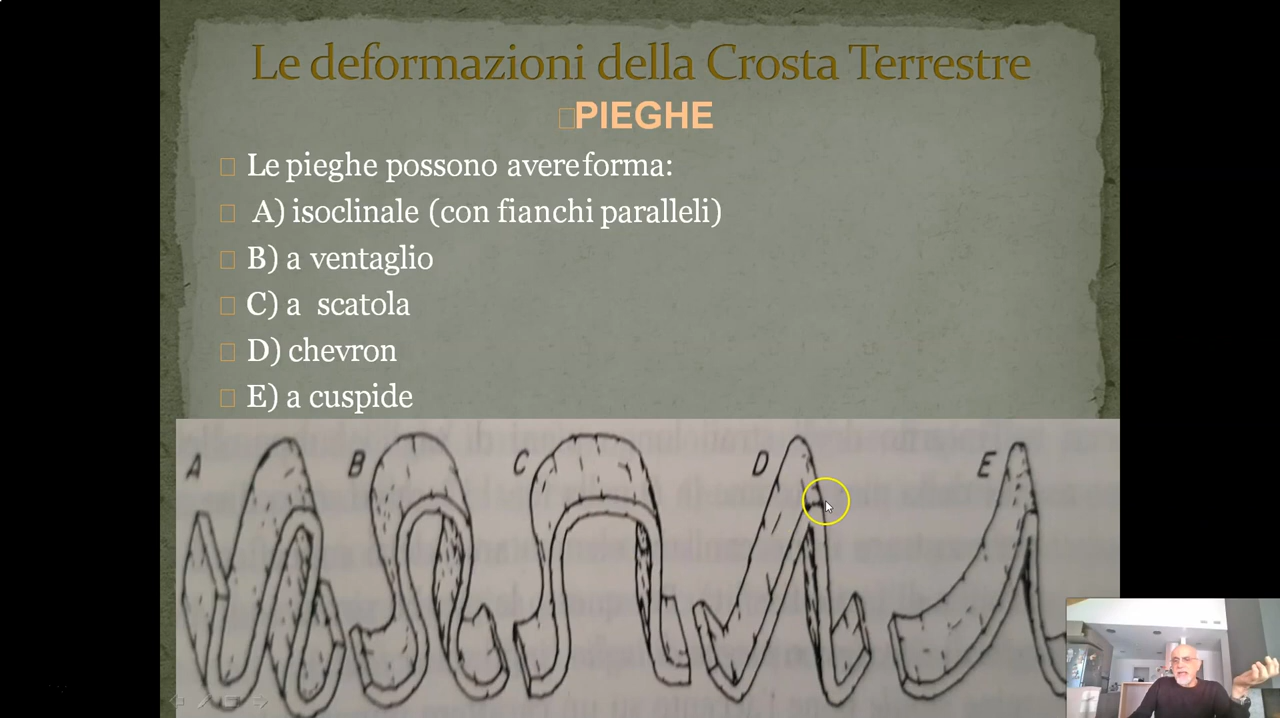 Le deformazioni della Crosta Terrestre
PIEGHE
Le pieghe possono avere forma:
A) isoclinale (con fianchi paralleli)
B) a ventaglio
C) a scatola
D) chevron
E) a cuspide
A B C D E